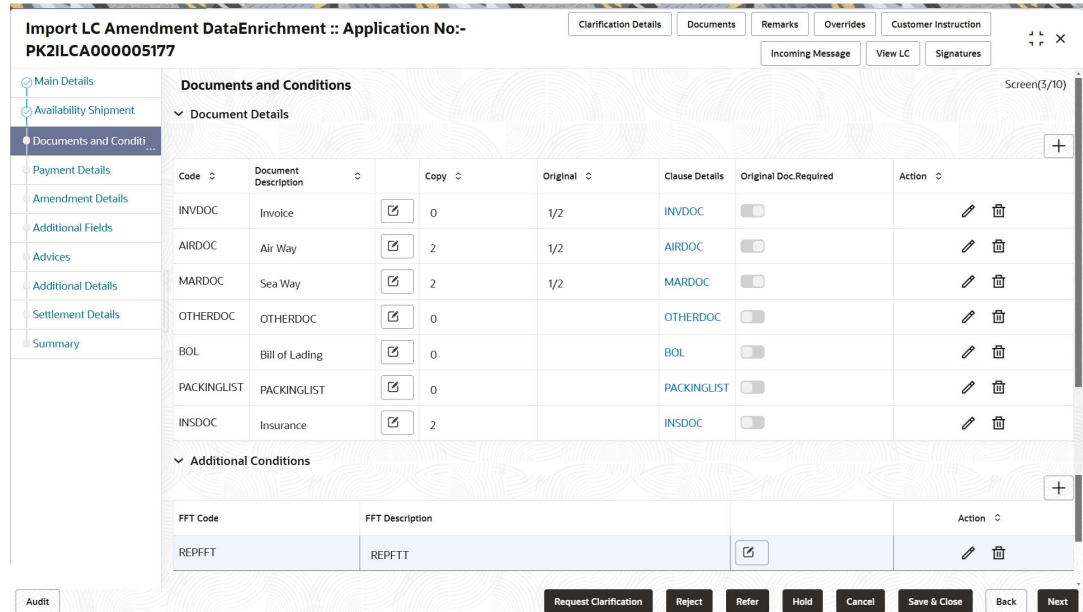 Import LC Amendment DataEnrichment :: Application No:-
PK2ILCA000005177
Clarification Details Documents Remarks Overrides Customer Instruction
Incoming Message View LC Signatures
Main Details
Availability Shipment
Documents and Conditi...
Payment Details
Amendment Details
Additional Fields
Advices
Additional Details
Settlement Details
Summary
Documents and Conditions Screen(3/10)
Document Details
Code Document Description Copy Original Clause Details Original Doc.Required Action
INVDOC Invoice 0 1/2 INVDOC
AIRDOC Air Way 2 1/2 AIRDOC
MARDOC Sea Way 2 1/2 MARDOC
OTHERDOC OTHERDOC 0 OTHERDOC
BOL Bill of Lading 0 BOL
PACKINGLIST PACKINGLIST 0 PACKINGLIST
INSDOC Insurance 2 INSDOC
Additional Conditions
FFT Code FFT Description Action
REPFFT REPFTT
Audit Request Clarification Reject Refer Hold Cancel Save & Close Back Next